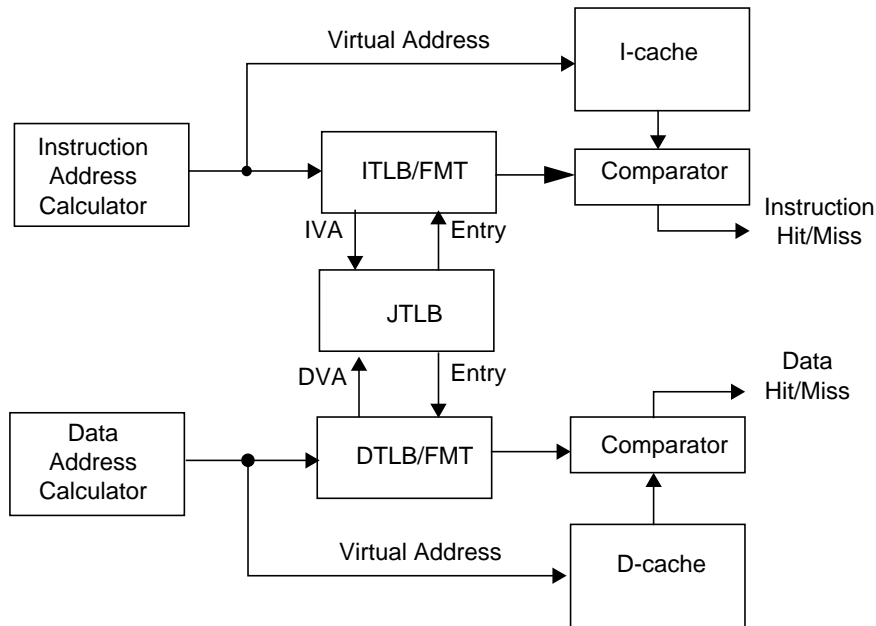 Virtual Address
I-cache
Instruction
Address
Calculator
ITLB/FMT
Comparator
IVA
Entry
Instruction
Hit/Miss
JTLB
DVA
Entry
Data
Hit/Miss
Data
Address
Calculator
DTLB/FMT
Comparator
Virtual Address
D-cache